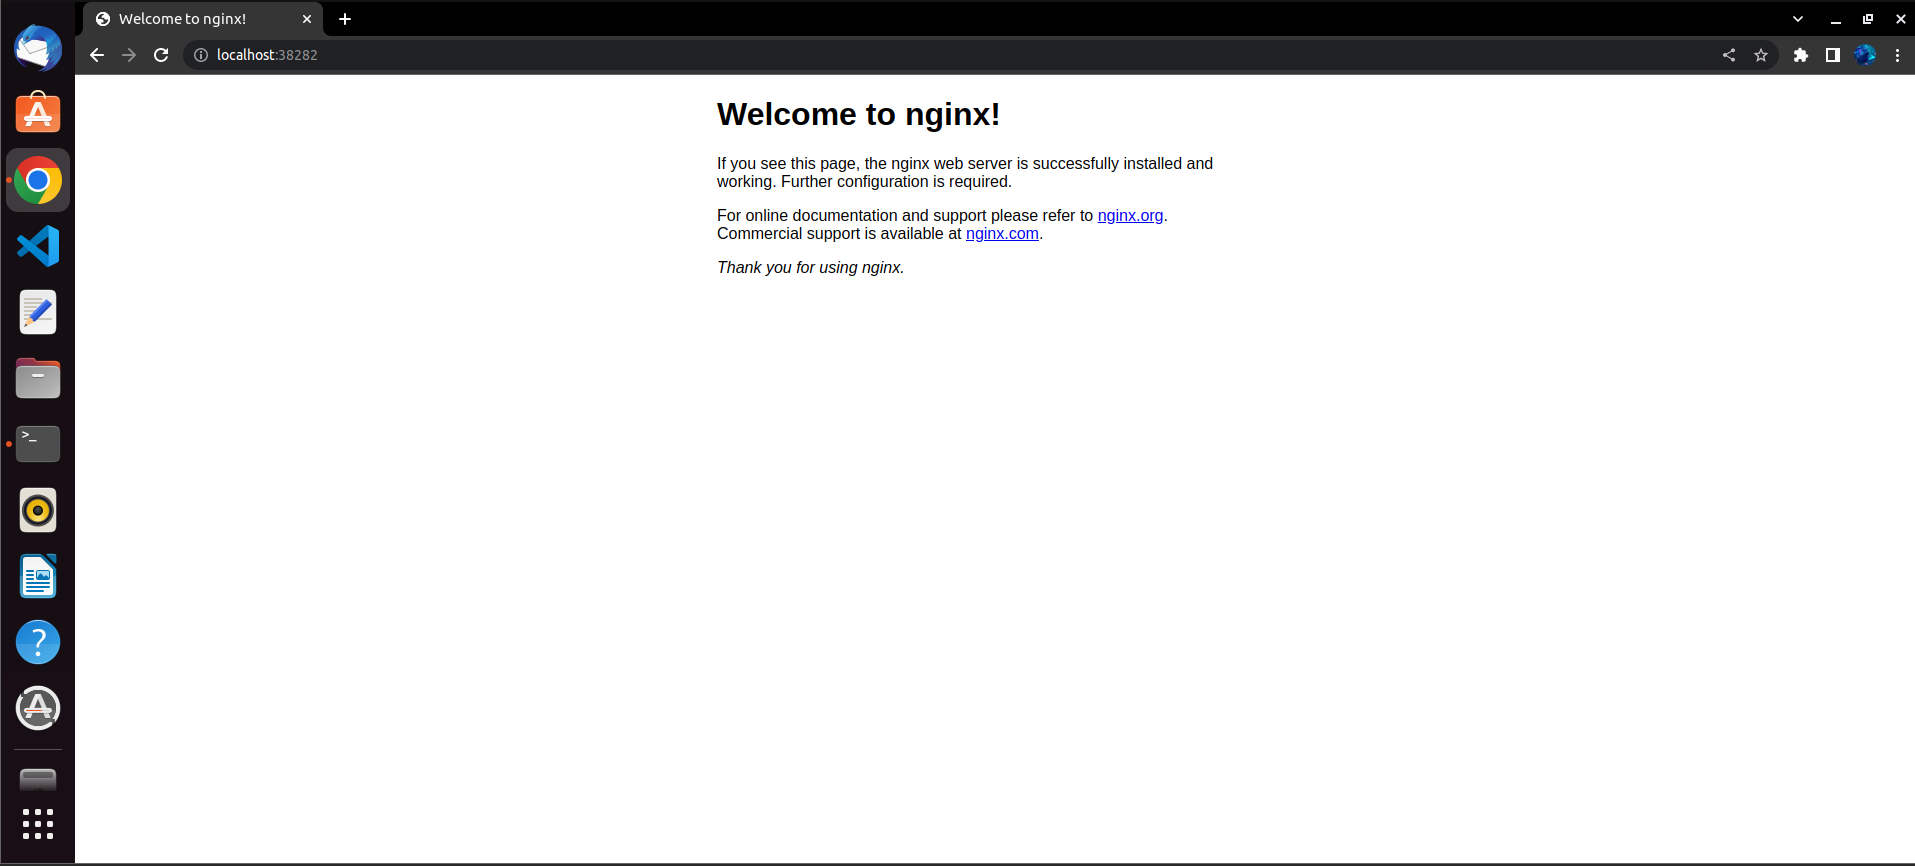 Welcome to nginx!
localhost:38282
Welcome to nginx!
If you see this page, the nginx web server is successfully installed and
working. Further configuration is required.
For online documentation and support please refer to nginx.org.
Commercial support is available at nginx.com.
Thank you for using nginx.
>_
?